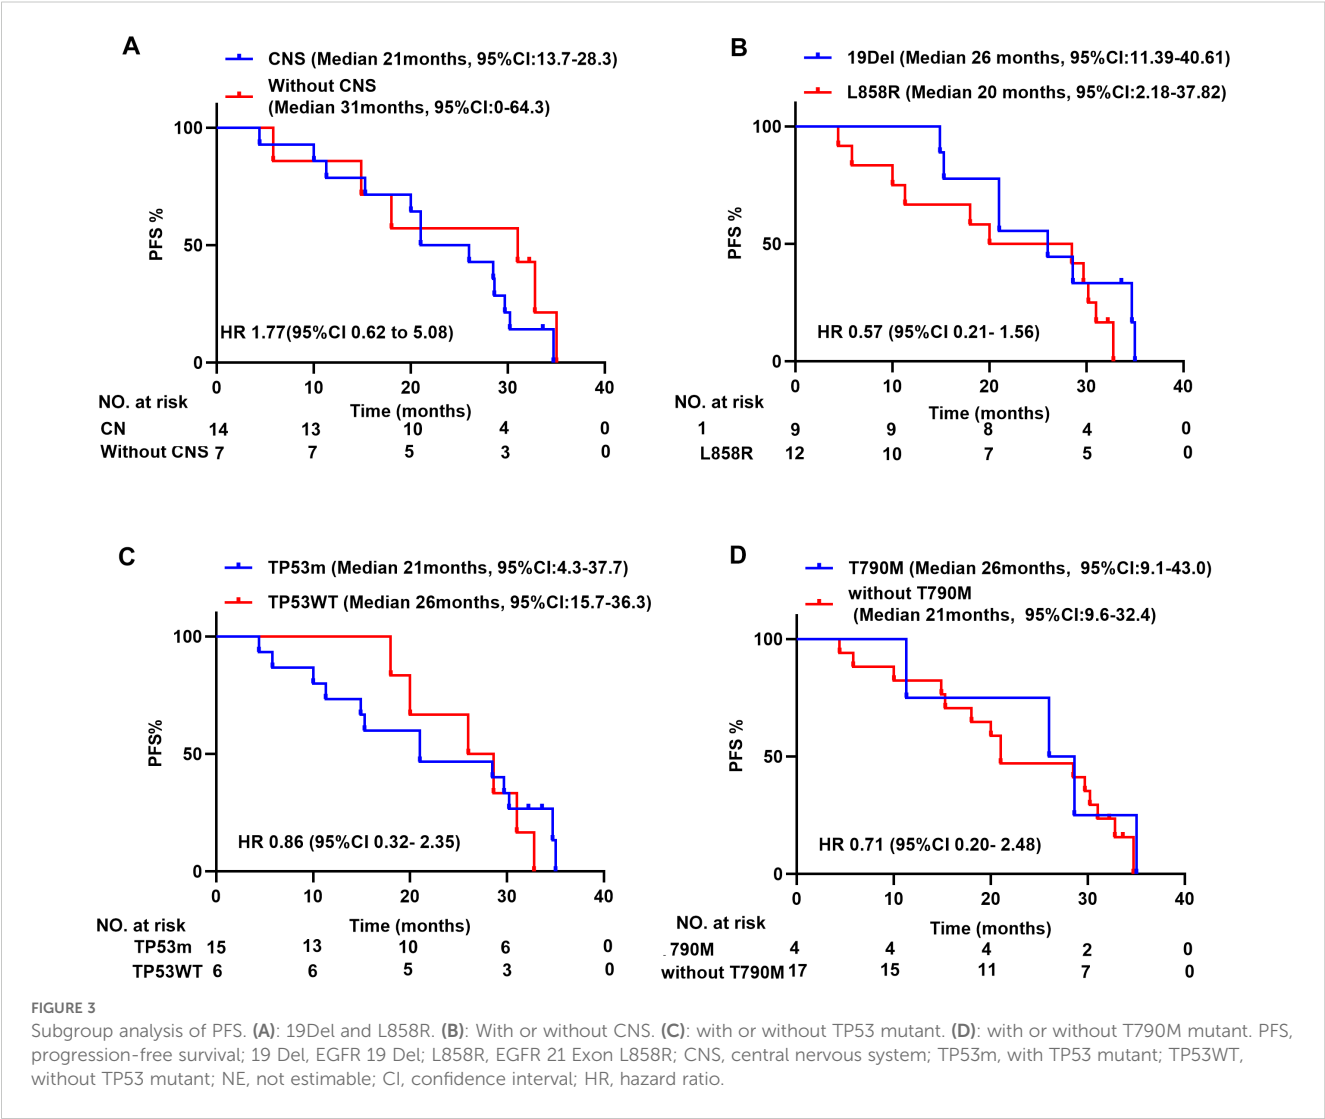 A
CNS (Median 21months, 95%CI:13.7-28.3)
Without CNS
(Median 31months, 95%CI:0-64.3)
PFS %
100
50
0
HR 1.77(95%CI 0.62 to 5.08)
0 10 20 30 40
NO. at risk
Time (months)
CN 14 13 10 4 0
Without CNS 7 7 5 3 0
B
19Del (Median 26 months, 95%CI:11.39-40.61)
L858R (Median 20 months, 95%CI:2.18-37.82)
PFS %
100
50
0
HR 0.57 (95%CI 0.21- 1.56)
0 10 20 30 40
NO. at risk
Time (months)
1 9 9 8 4 0
L858R 12 10 7 5 0
C
TP53m (Median 21months, 95%CI:4.3-37.7)
TP53WT (Median 26months, 95%CI:15.7-36.3)
PFS%
100
50
0
HR 0.86 (95%CI 0.32- 2.35)
0 10 20 30 40
NO. at risk
Time (months)
TP53m 15 13 10 6 0
TP53WT 6 6 5 3 0
D
T790M (Median 26months, 95%CI:9.1-43.0)
without T790M
(Median 21months, 95%CI:9.6-32.4)
PFS %
100
50
0
HR 0.71 (95%CI 0.20- 2.48)
0 10 20 30 40
NO. at risk
Time (months)
790M 4 4 4 2 0
without T790M 17 15 11 7 0
FIGURE 3
Subgroup analysis of PFS. (A): 19Del and L858R. (B): With or without CNS. (C): with or without TP53 mutant. (D): with or without T790M mutant. PFS,
progression-free survival; 19 Del, EGFR 19 Del; L858R, EGFR 21 Exon L858R; CNS, central nervous system; TP53m, with TP53 mutant; TP53WT,
without TP53 mutant; NE, not estimable; CI, confidence interval; HR, hazard ratio.